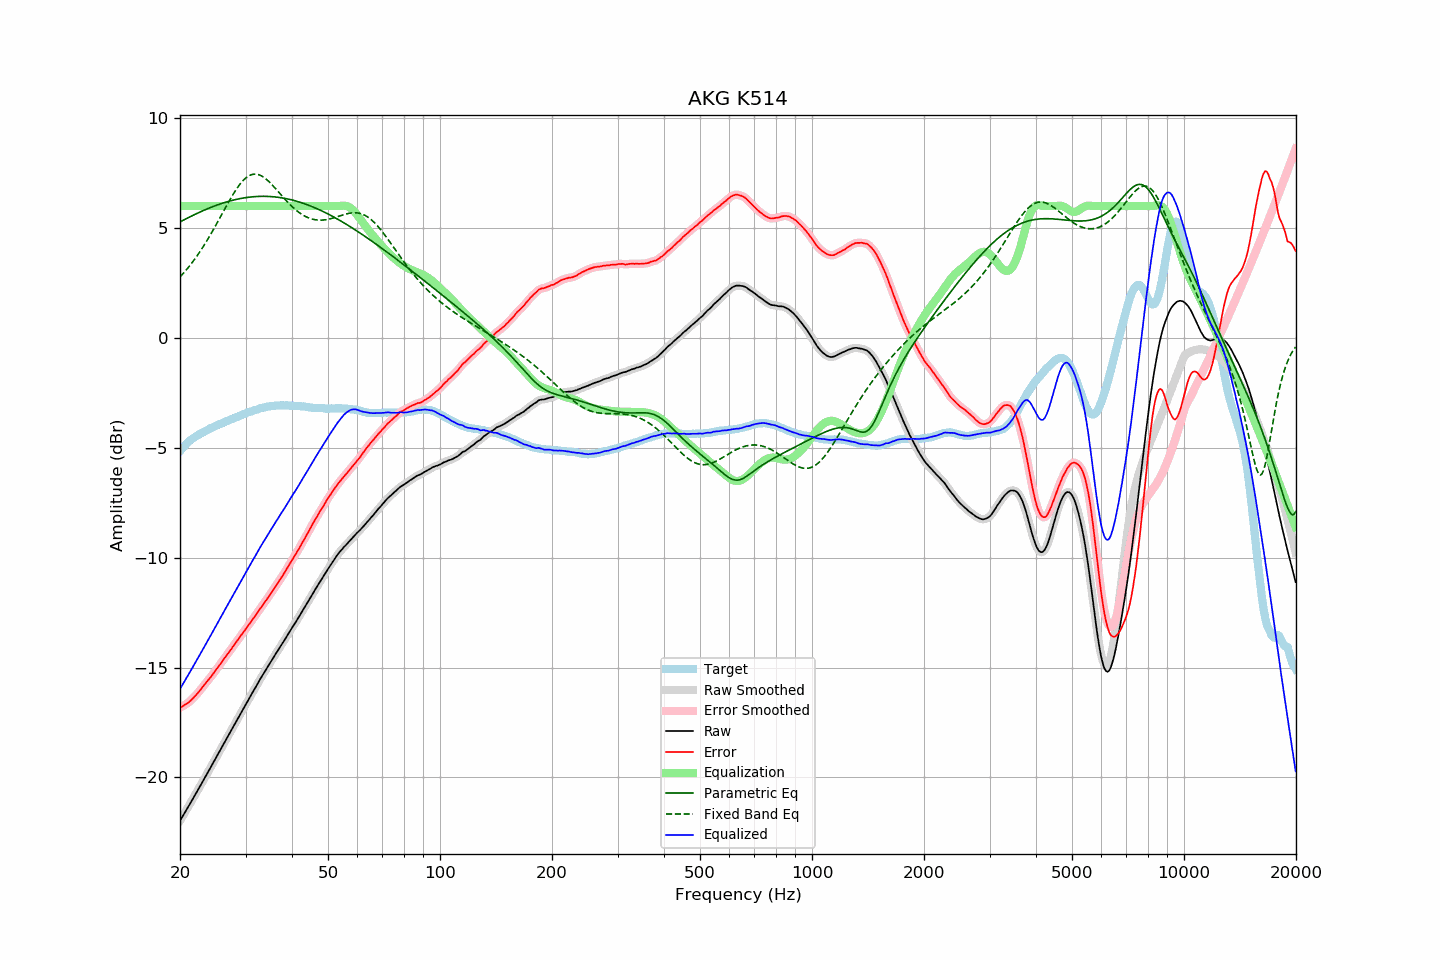 AKG K514
10
5
0
−5
−10
−15
−20
Amplitude (dBr)
Target
Raw Smoothed
Error Smoothed
Raw
Error
Equalization
Parametric Eq
Fixed Band Eq
Equalized
20 50 100 200 500 1000 2000 5000 10000 20000
Frequency (Hz)